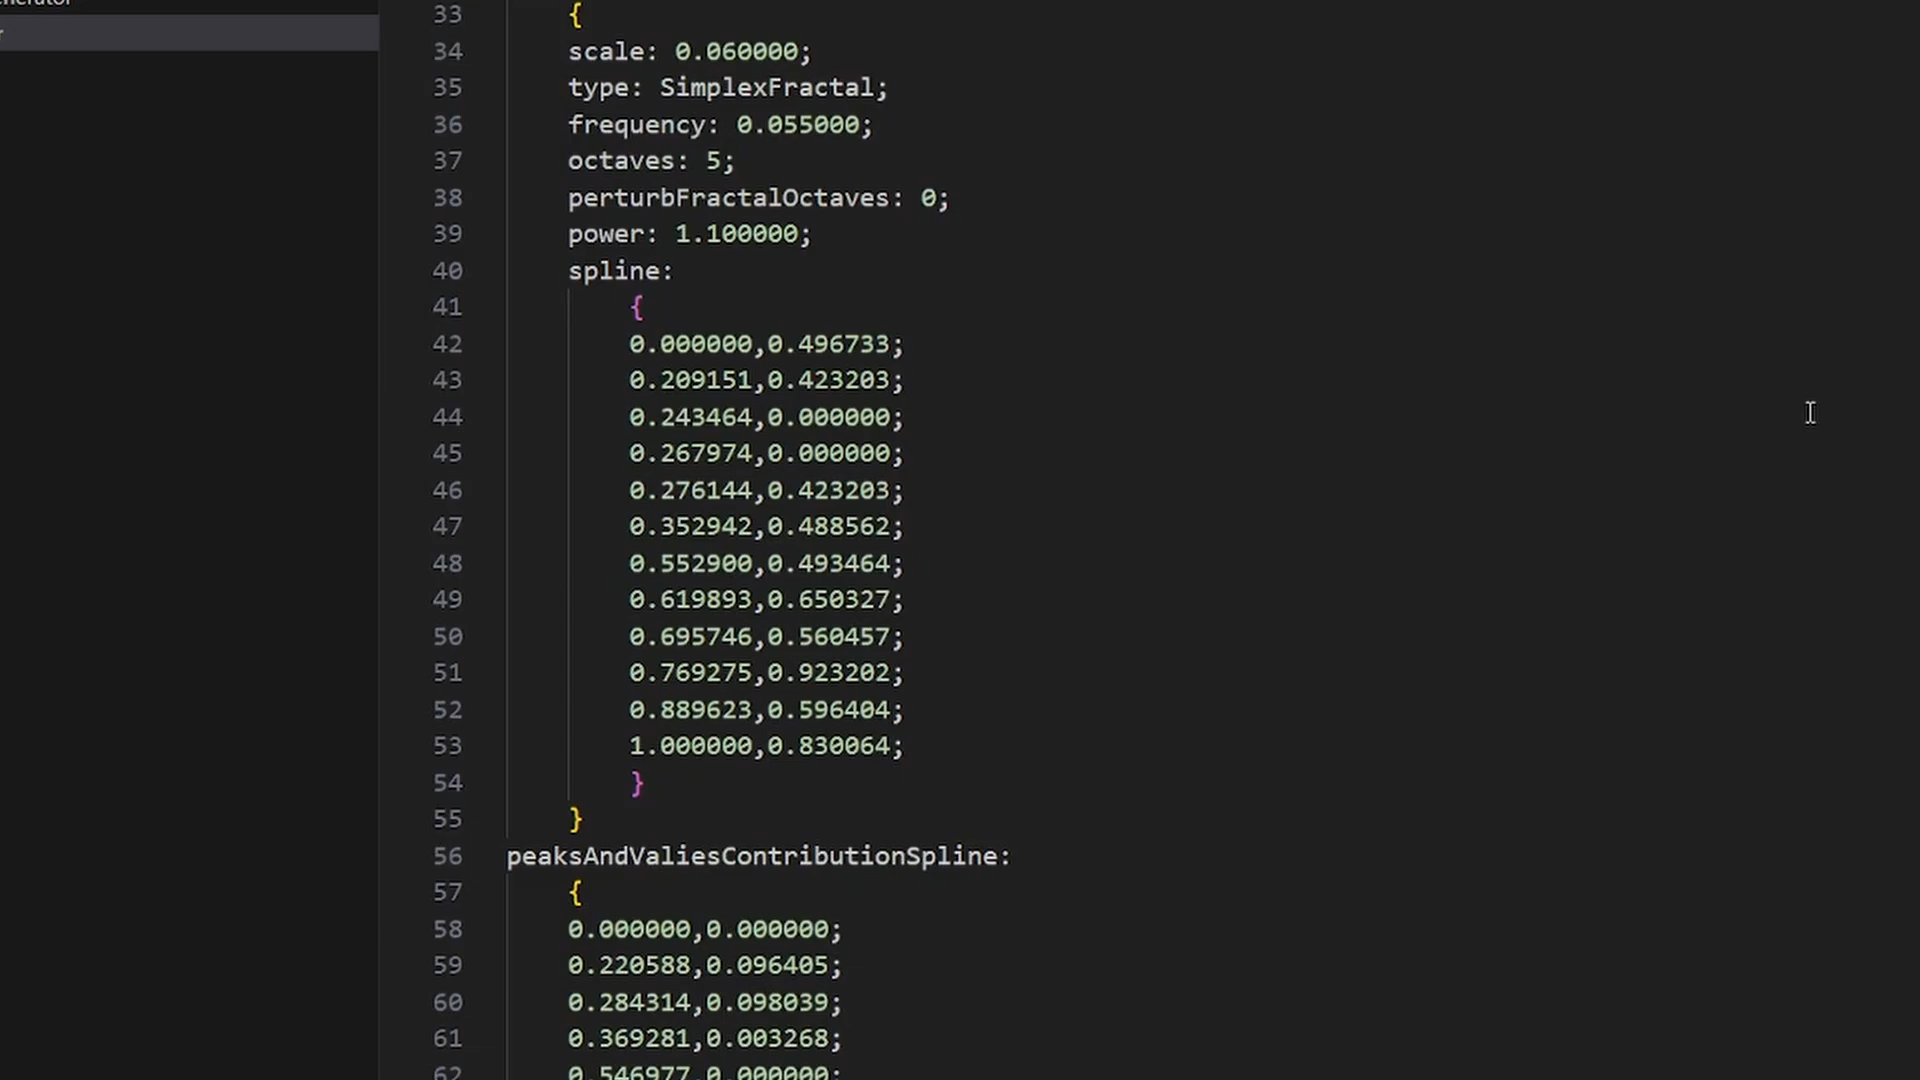 33 {
34 scale: 0.060000;
35 type: SimplexFractal;
36 frequency: 0.055000;
37 octaves: 5;
38 perturbFractalOctaves: 0;
39 power: 1.100000;
40 spline:
41 {
42 0.000000,0.496733;
43 0.209151,0.423203;
44 0.243464,0.000000;
45 0.267974,0.000000;
46 0.276144,0.423203;
47 0.352942,0.488562;
48 0.552900,0.493464;
49 0.619893,0.650327;
50 0.695746,0.560457;
51 0.769275,0.923202;
52 0.889623,0.596404;
53 1.000000,0.830064;
54 }
55 }
56 peaksAndValiesContributionSpline:
57 {
58 0.000000,0.000000;
59 0.220588,0.096405;
60 0.284314,0.098039;
61 0.369281,0.003268;
62 0.546977,0.000000;